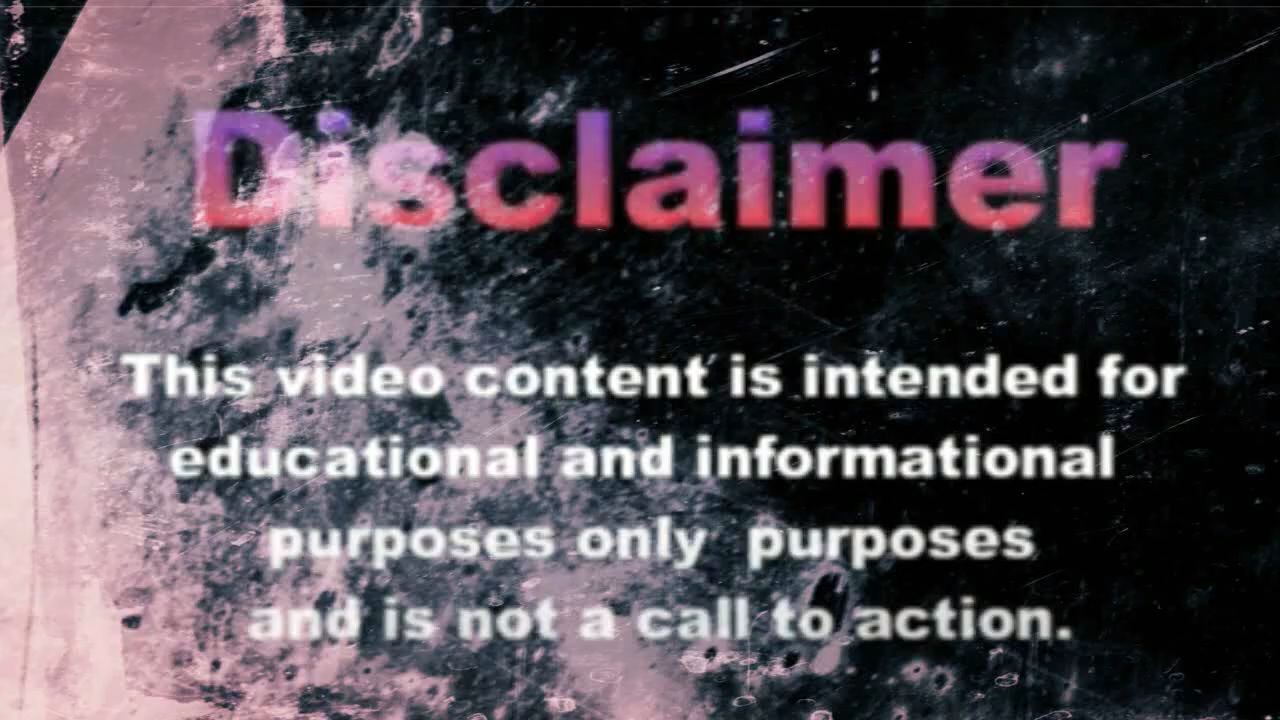 Disclaimer
This video content is intended for
educational and informational
purposes only purposes
and is not a call to action.